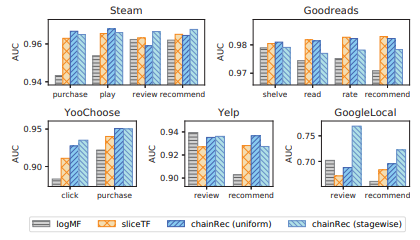 Steam
Goodreads
AUC
0.96
0.94
purchase play review recommend
AUC
0.98
0.97
shelve read rate recommend
YooChoose
Yelp
GoogleLocal
AUC
0.95
0.90
click purchase
AUC
0.94
0.92
0.90
review recommend
AUC
0.75
0.70
review recommend
logMF sliceTF chainRec (uniform) chainRec (stagewise)